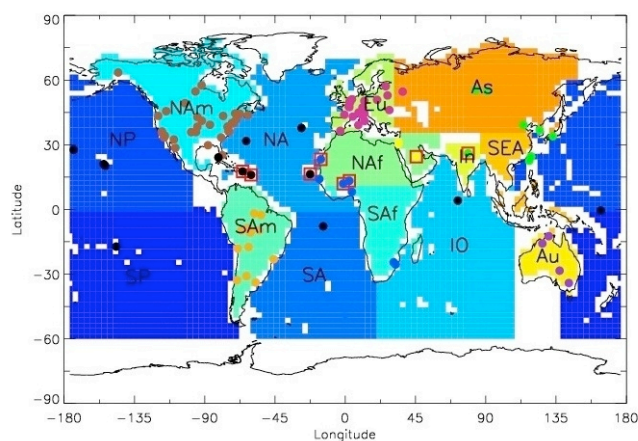 90
60
30
0
−30
−60
−90
Latitude
NAm
Eu
As
NP
NA
NAf
In
SEA
SAm
SAf
SP
SA
IO
Au
−180 −135 −90 −45 0 45 90 135 180
Longitude